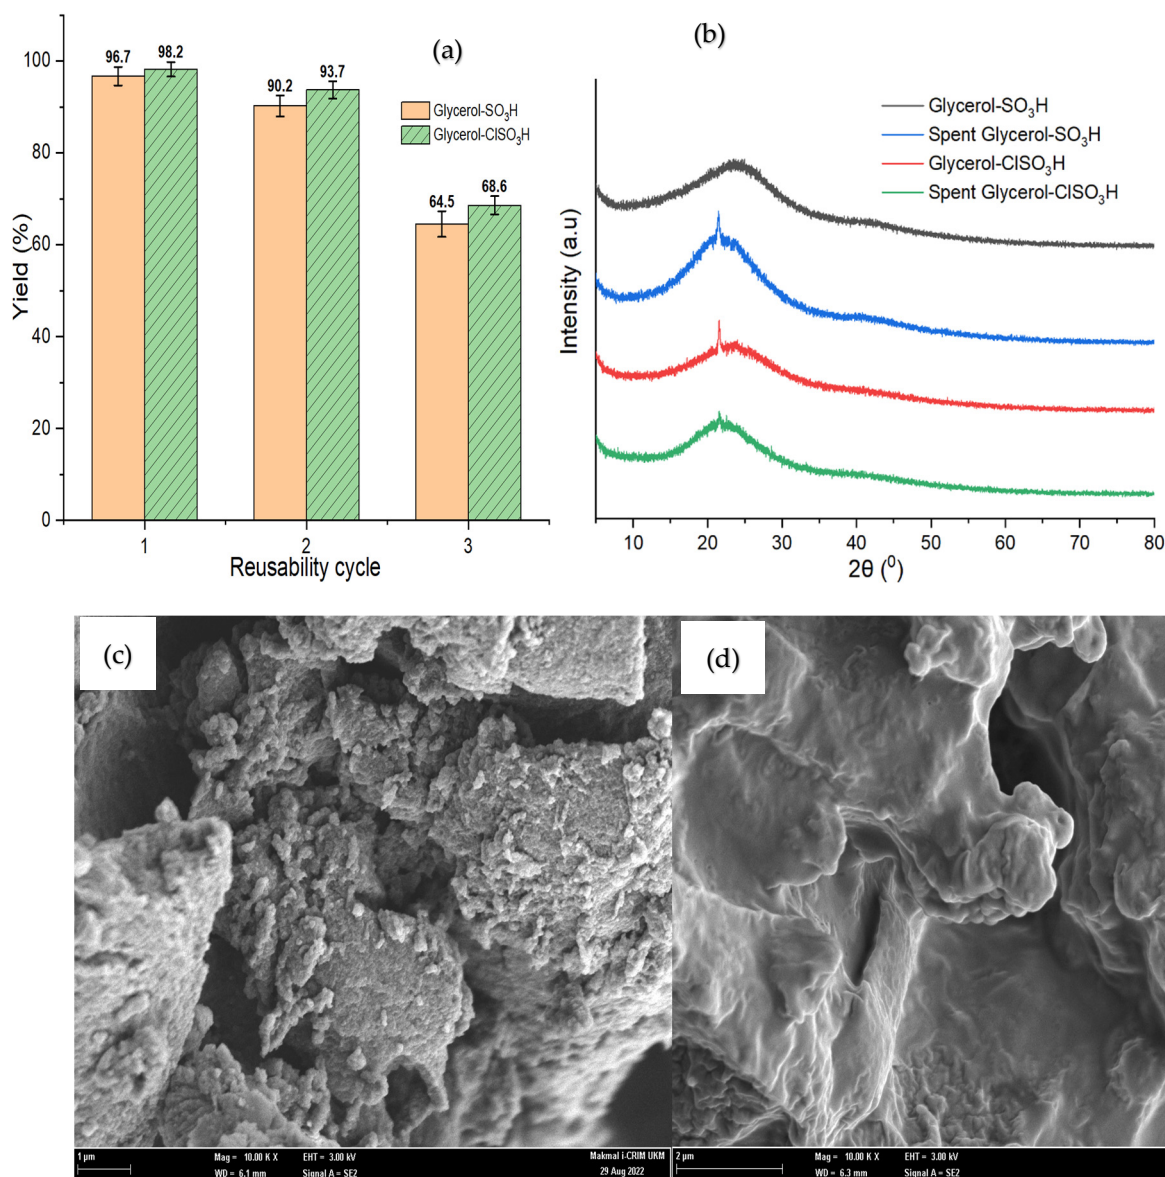 (a)
Yield (%)
100
80
60
40
20
0
96.7
98.2
90.2
93.7
64.5
68.6
Glycerol-SO₃H
Glycerol-ClSO₃H
1
2
3
Reusability cycle
(b)
Intensity (a.u)
Glycerol-SO₃H
Spent Glycerol-SO₃H
Glycerol-ClSO₃H
Spent Glycerol-ClSO₃H
10 20 30 40 50 60 70 80
2θ (⁰)
(c)
1 µm
Mag = 10.00 K X EHT = 3.00 kV Makmal i-CRIM UKM
WD = 6.1 mm Signal A = SE2 29 Aug 2022
(d)
2 µm
Mag = 10.00 K X EHT = 3.00 kV
WD = 6.3 mm Signal A = SE2